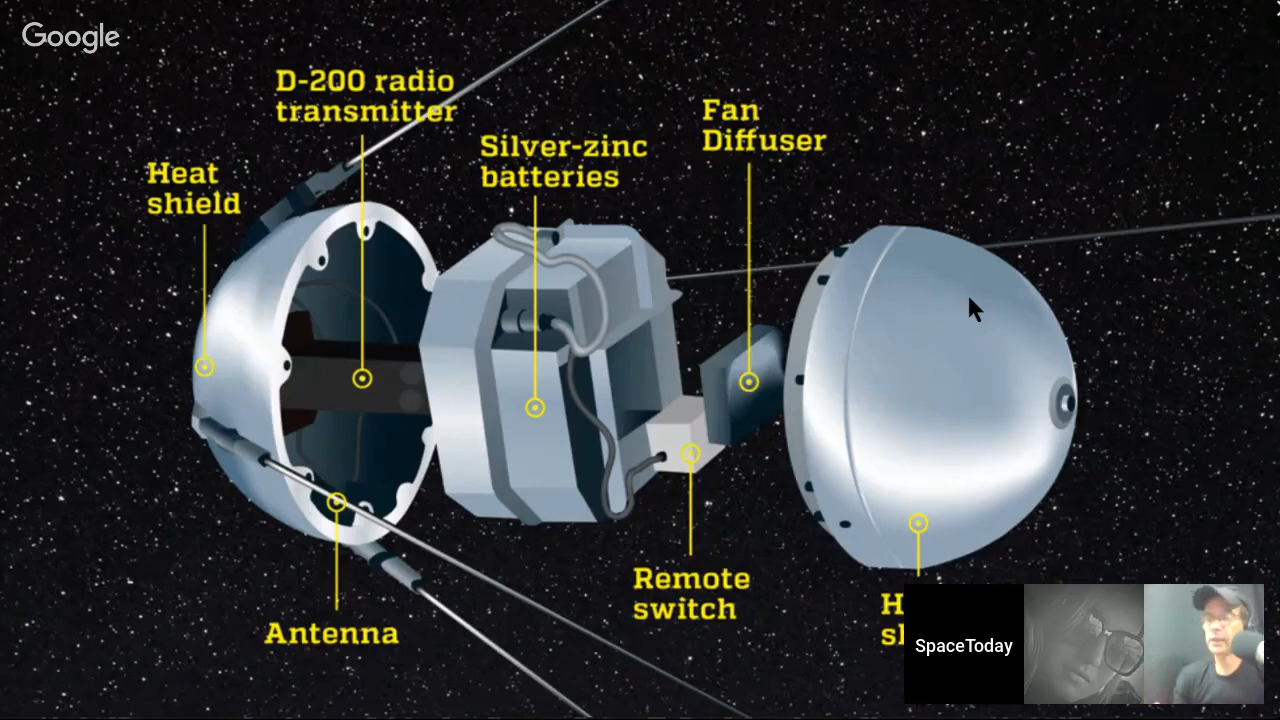 Google
D-200 radio
transmitter
Fan
Diffuser
Silver-zinc
batteries
Heat
shield
Remote
switch
Antenna
SpaceToday